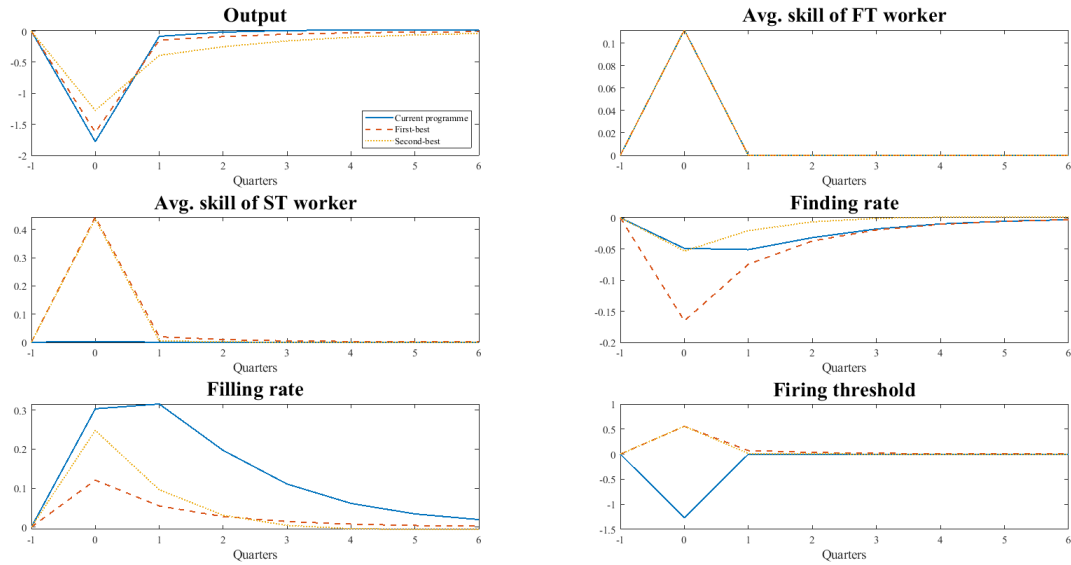 Output
0
-0.5
-1
-1.5
-2
Current programme
First-best
Second-best
-1 0 1 2 3 4 5 6
Quarters
Avg. skill of FT worker
0.1
0.08
0.06
0.04
0.02
0
-1 0 1 2 3 4 5 6
Quarters
Avg. skill of ST worker
0.4
0.3
0.2
0.1
0
-1 0 1 2 3 4 5 6
Quarters
Finding rate
0
-0.05
-0.1
-0.15
-0.2
-1 0 1 2 3 4 5 6
Quarters
Filling rate
0.3
0.2
0.1
0
-1 0 1 2 3 4 5 6
Quarters
Firing threshold
1
0.5
0
-0.5
-1
-1.5
-1 0 1 2 3 4 5 6
Quarters